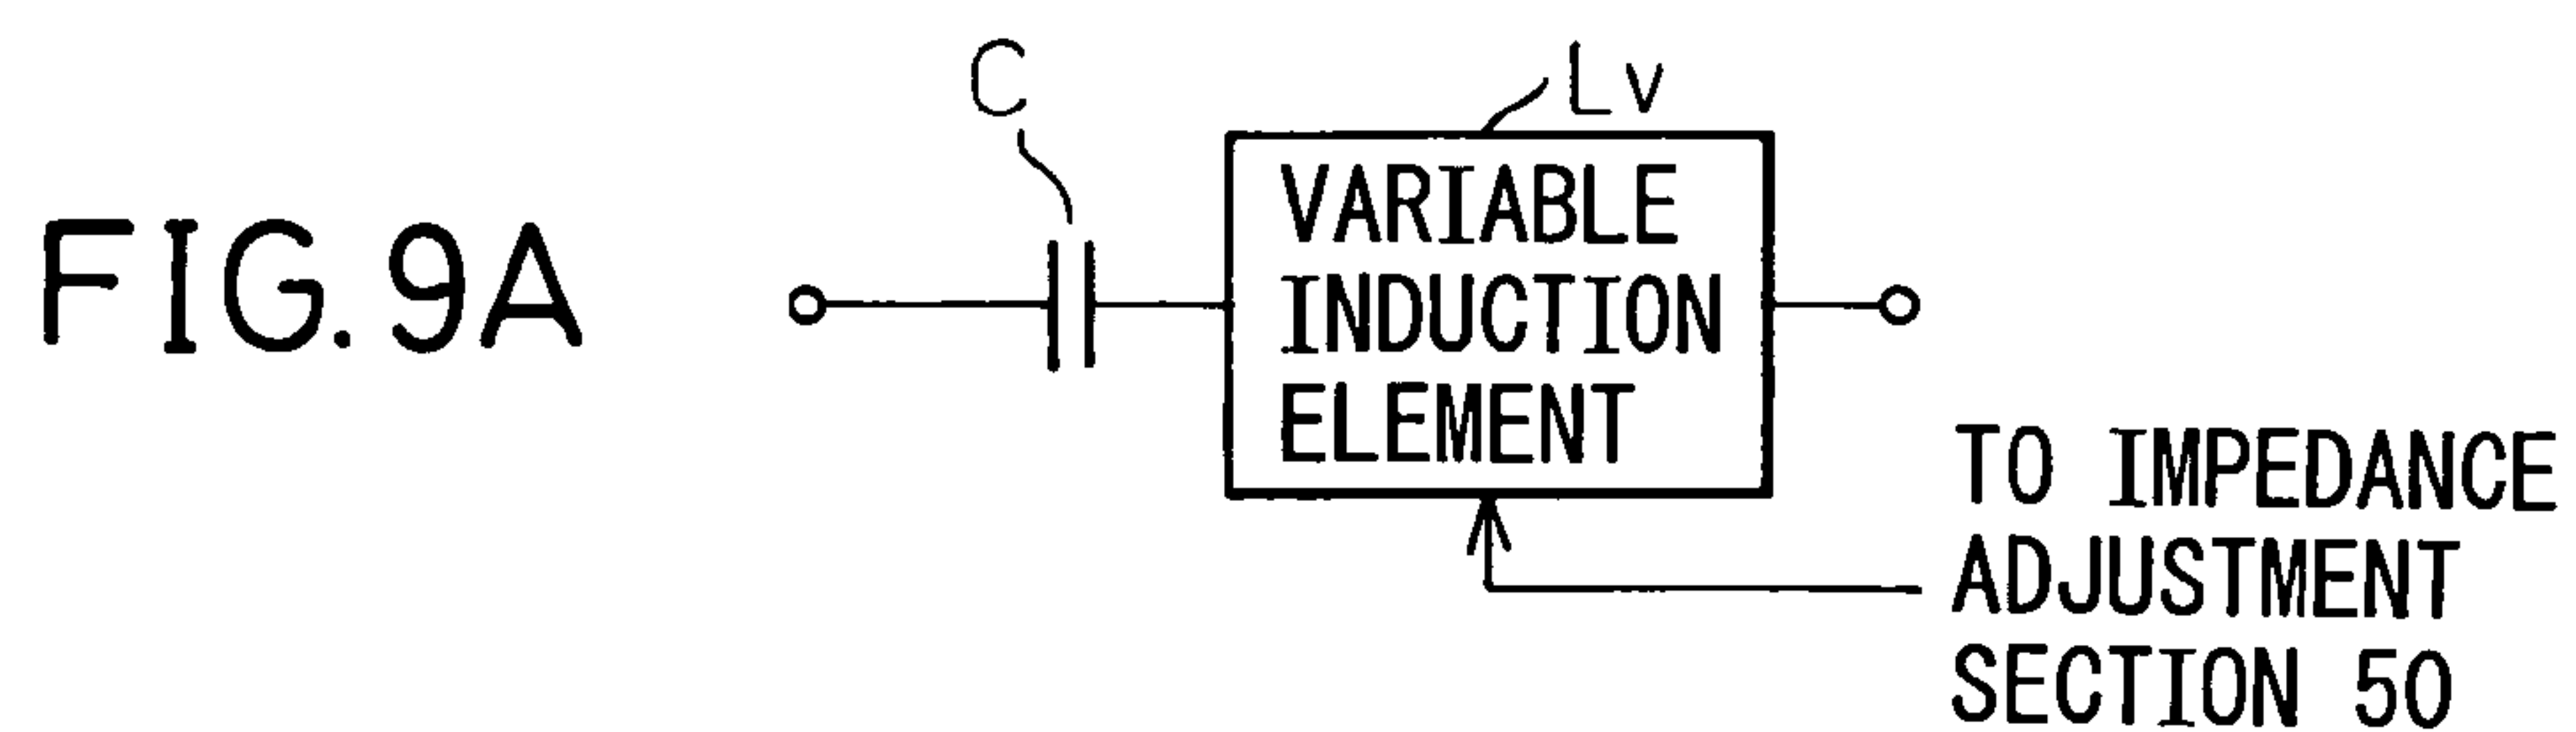 FIG. 9A
C
Lv
VARIABLE
INDUCTION
ELEMENT
TO IMPEDANCE
ADJUSTMENT
SECTION 50